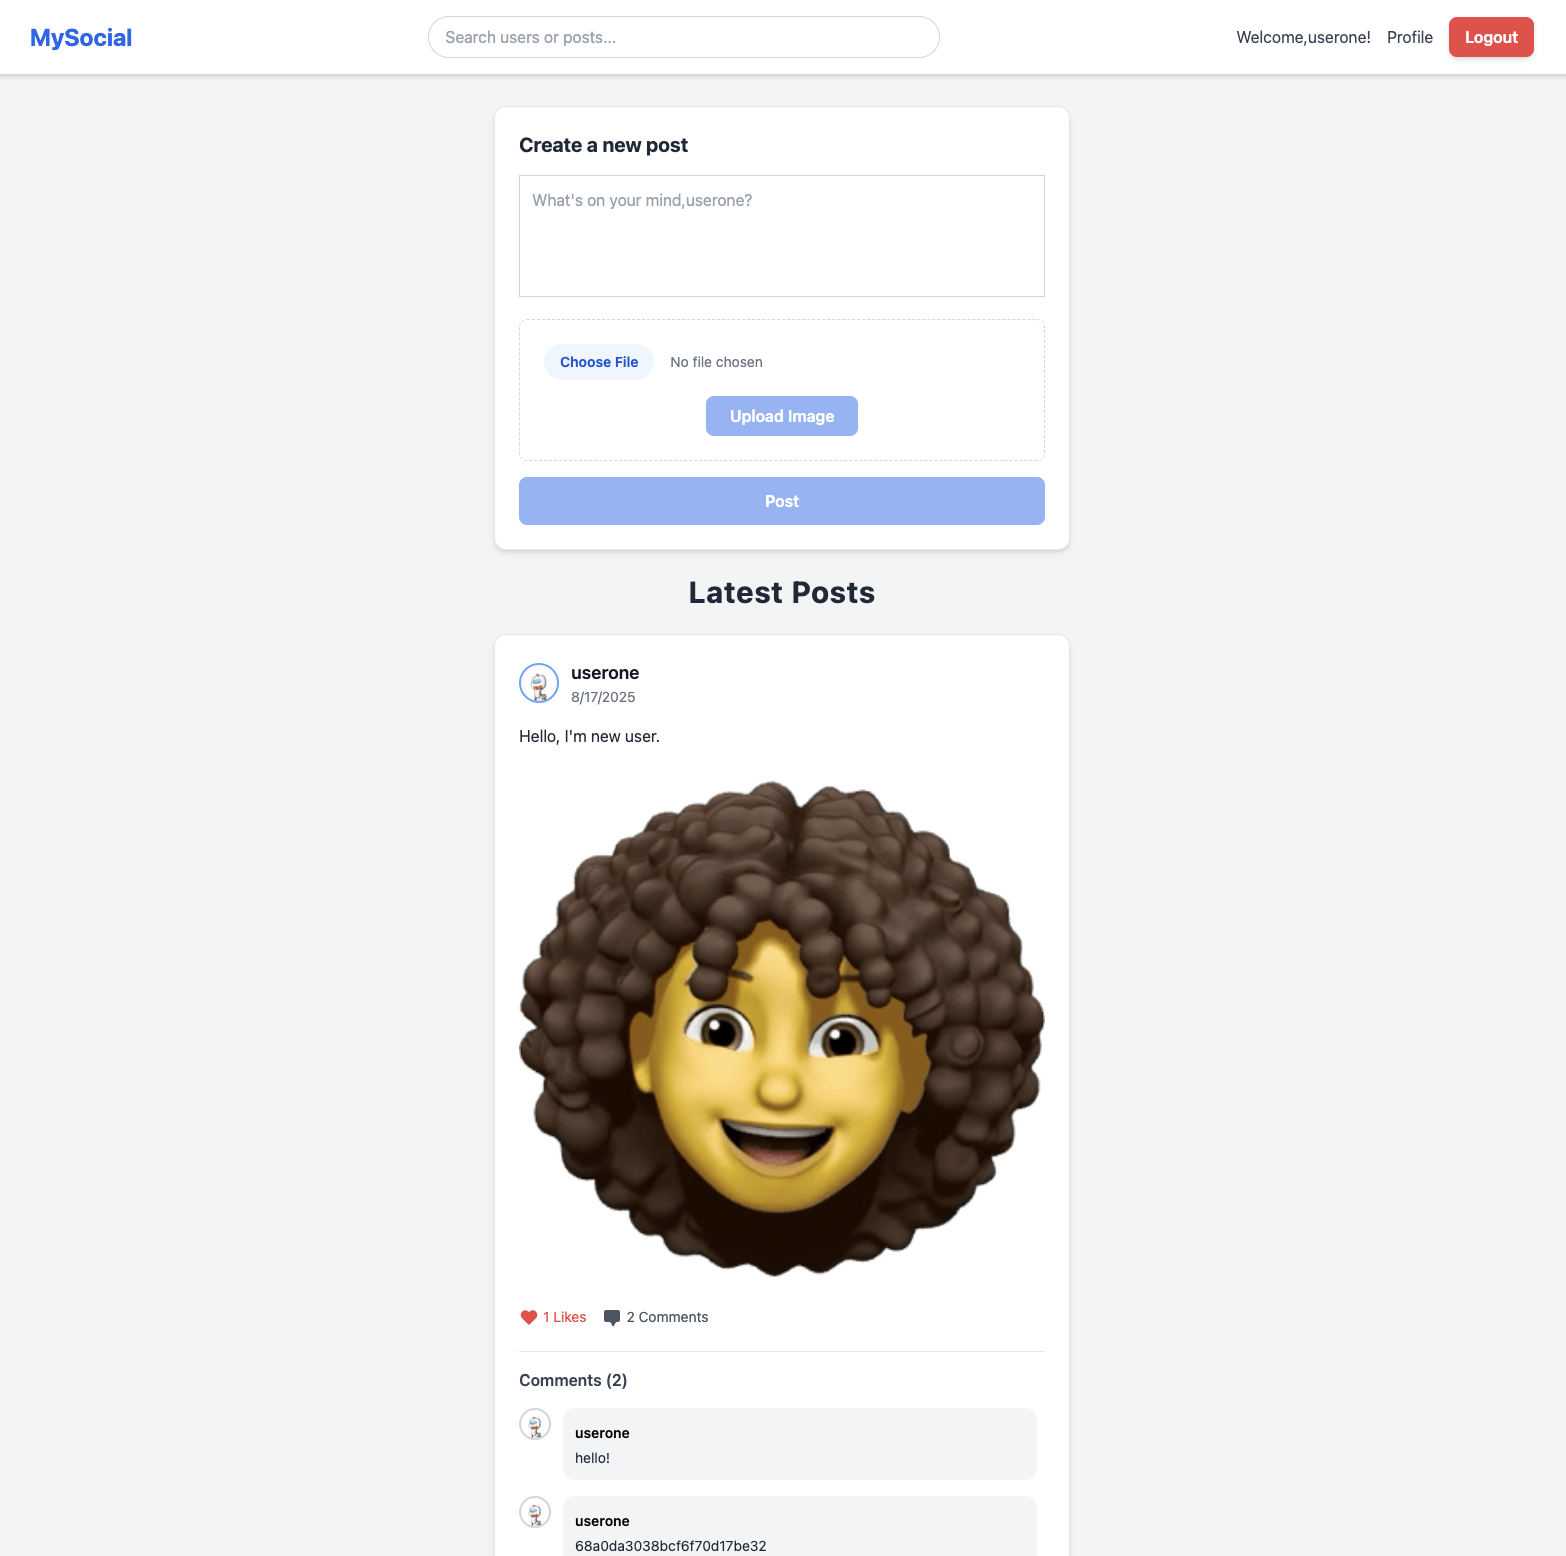 MySocial
Search users or posts...
Welcome,userone!
Profile
Logout
Create a new post
What's on your mind,userone?
Choose File
No file chosen
Upload Image
Post
Latest Posts
userone
8/17/2025
Hello, I'm new user.
1 Likes
2 Comments
Comments (2)
userone
hello!
userone
68a0da3038bcf6f70d17be32